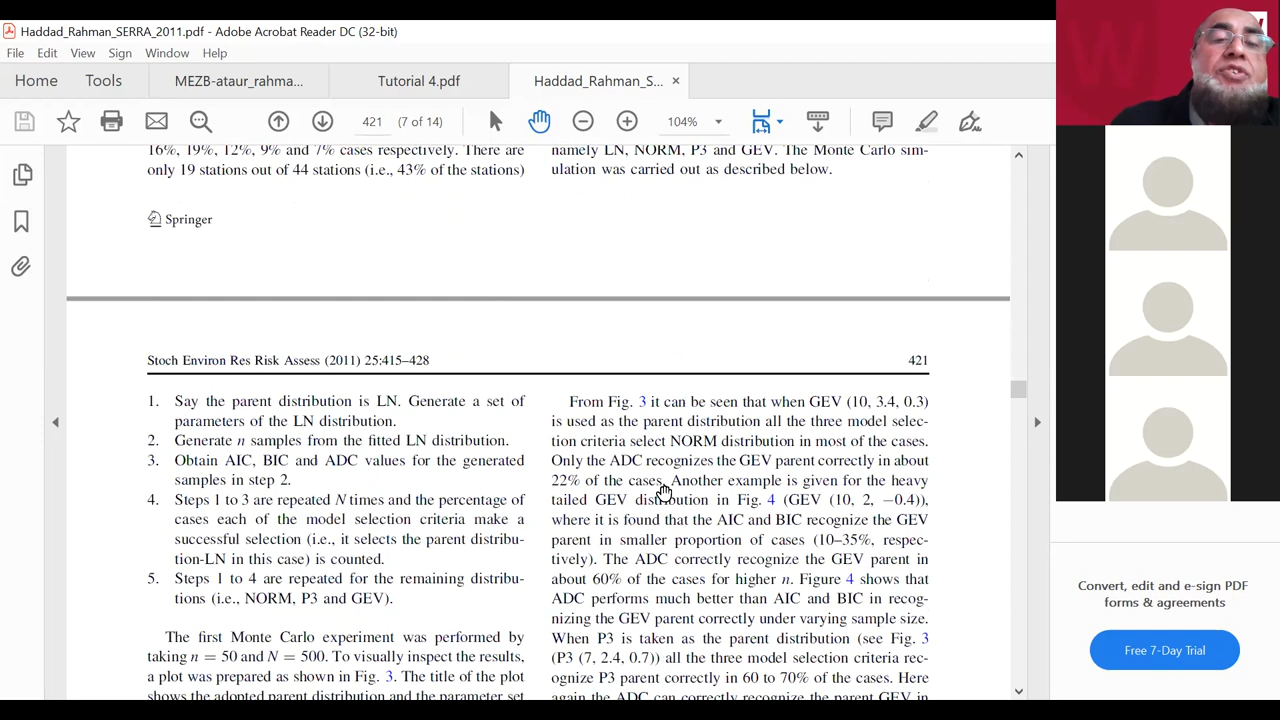 Haddad_Rahman_SERRA_2011.pdf - Adobe Acrobat Reader DC (32-bit)
File Edit View Sign Window Help
Home Tools MEZB-ataur_rahma... Tutorial 4.pdf Haddad_Rahman_S... ×
421 (7 of 14) 104%
16%, 19%, 12%, 9% and 7% cases respectively. There are
only 19 stations out of 44 stations (i.e., 43% of the stations)
Springer
namely LN, NORM, P3 and GEV. The Monte Carlo sim-
ulation was carried out as described below.
Stoch Environ Res Risk Assess (2011) 25:415–428 421
1. Say the parent distribution is LN. Generate a set of
parameters of the LN distribution.
2. Generate n samples from the fitted LN distribution.
3. Obtain AIC, BIC and ADC values for the generated
samples in step 2.
4. Steps 1 to 3 are repeated N times and the percentage of
cases each of the model selection criteria make a
successful selection (i.e., it selects the parent distribu-
tion-LN in this case) is counted.
5. Steps 1 to 4 are repeated for the remaining distribu-
tions (i.e., NORM, P3 and GEV).
The first Monte Carlo experiment was performed by
taking n = 50 and N = 500. To visually inspect the results,
a plot was prepared as shown in Fig. 3. The title of the plot
shows the adopted parent distribution and the parameter set
From Fig. 3 it can be seen that when GEV (10, 3.4, 0.3)
is used as the parent distribution all the three model selec-
tion criteria select NORM distribution in most of the cases.
Only the ADC recognizes the GEV parent correctly in about
22% of the cases. Another example is given for the heavy
tailed GEV distribution in Fig. 4 (GEV (10, 2, −0.4)),
where it is found that the AIC and BIC recognize the GEV
parent in smaller proportion of cases (10–35%, respec-
tively). The ADC correctly recognize the GEV parent in
about 60% of the cases for higher n. Figure 4 shows that
ADC performs much better than AIC and BIC in recog-
nizing the GEV parent correctly under varying sample size.
When P3 is taken as the parent distribution (see Fig. 3
(P3 (7, 2.4, 0.7)) all the three model selection criteria rec-
ognize P3 parent correctly in 60 to 70% of the cases. Here
again the ADC can correctly recognize the parent GEV in
Convert, edit and e-sign PDF
forms & agreements
Free 7-Day Trial